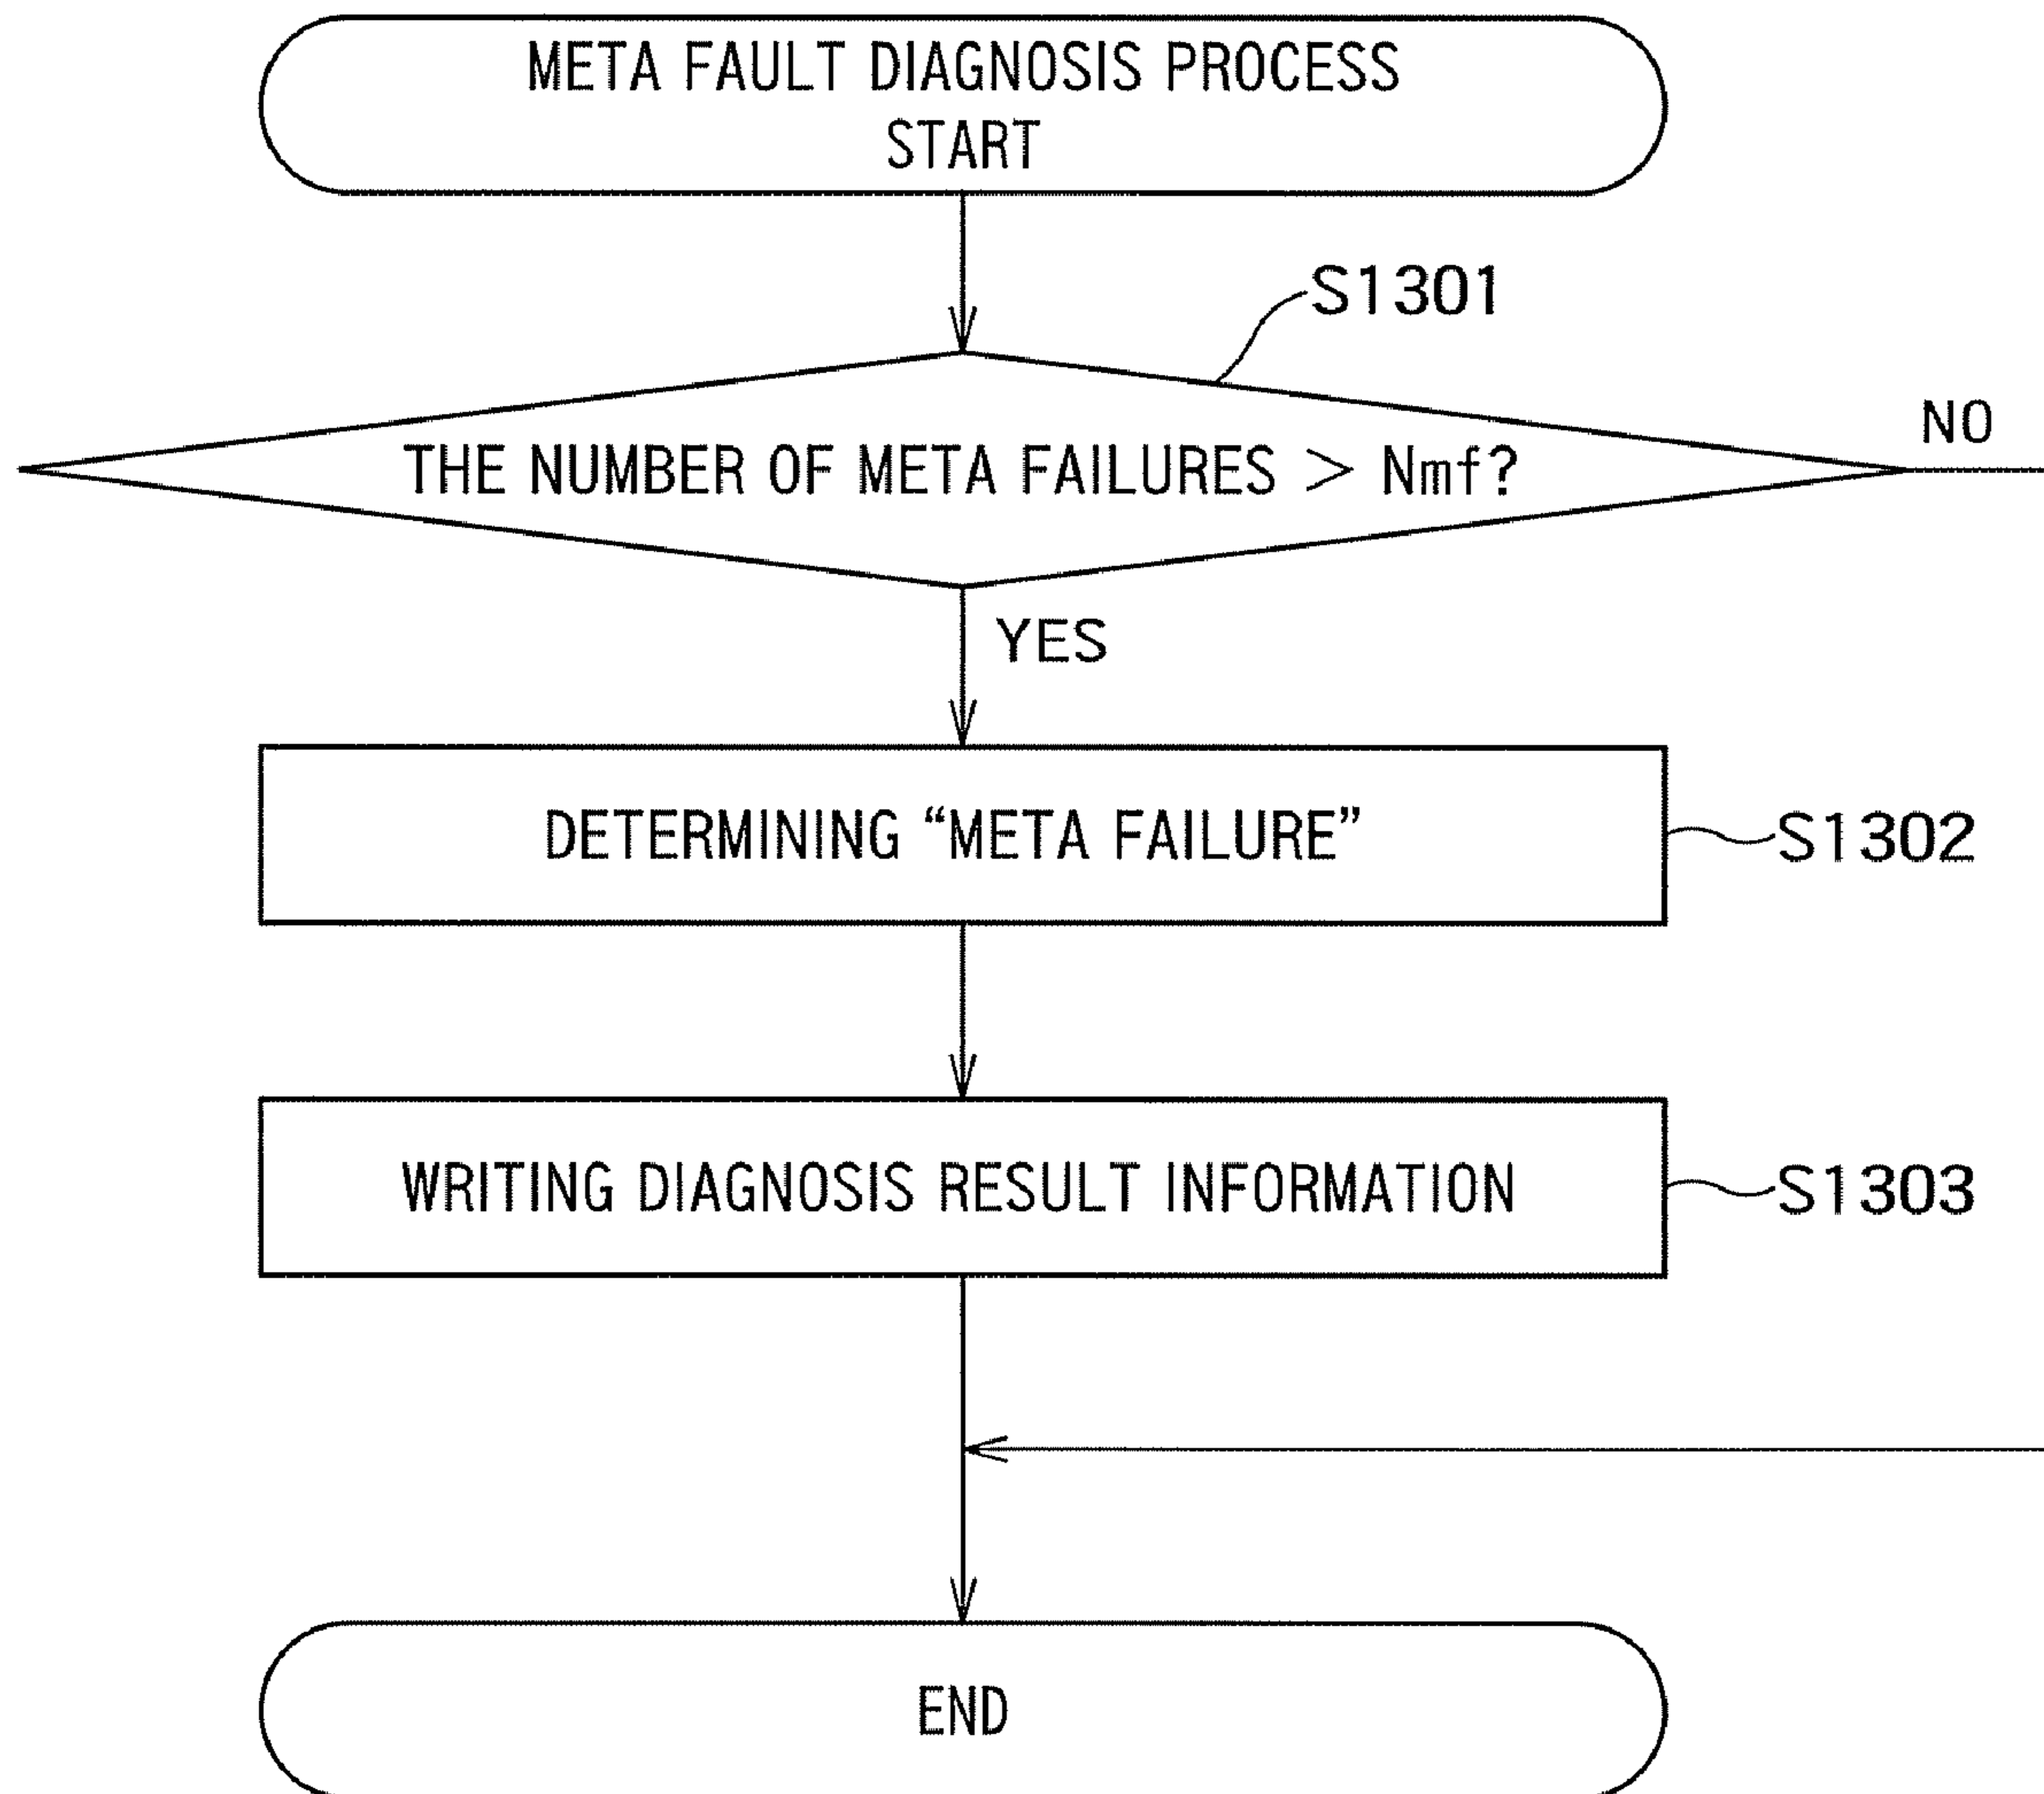 META FAULT DIAGNOSIS PROCESS
START
S1301
NO
THE NUMBER OF META FAILURES > Nmf?
YES
DETERMINING “META FAILURE”
S1302
WRITING DIAGNOSIS RESULT INFORMATION
S1303
END